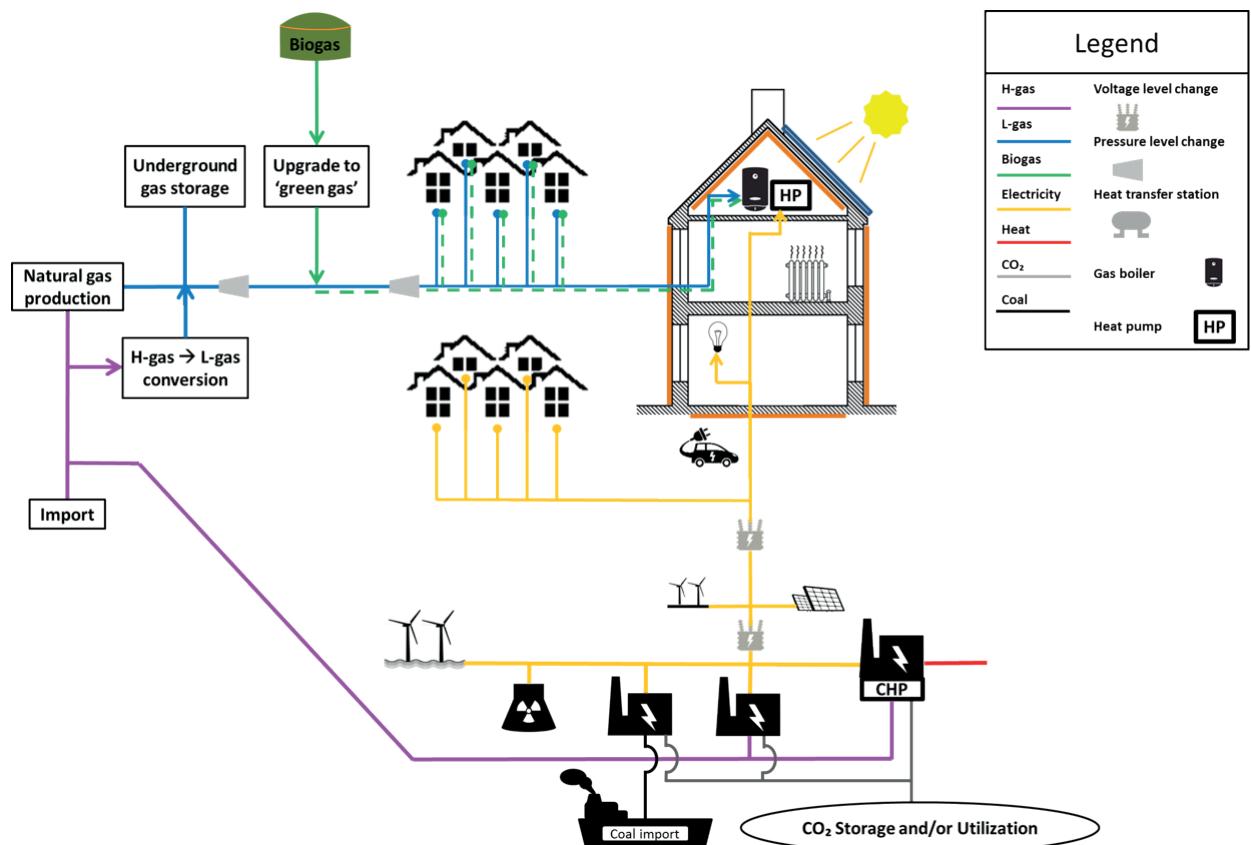 Biogas
Underground
gas storage
Upgrade to
‘green gas’
Natural gas
production
H-gas → L-gas
conversion
Import
HP
CHP
Coal import
CO₂ Storage and/or Utilization
Legend
H-gas
L-gas
Biogas
Electricity
Heat
CO₂
Coal
Voltage level change
Pressure level change
Heat transfer station
Gas boiler
Heat pump
HP